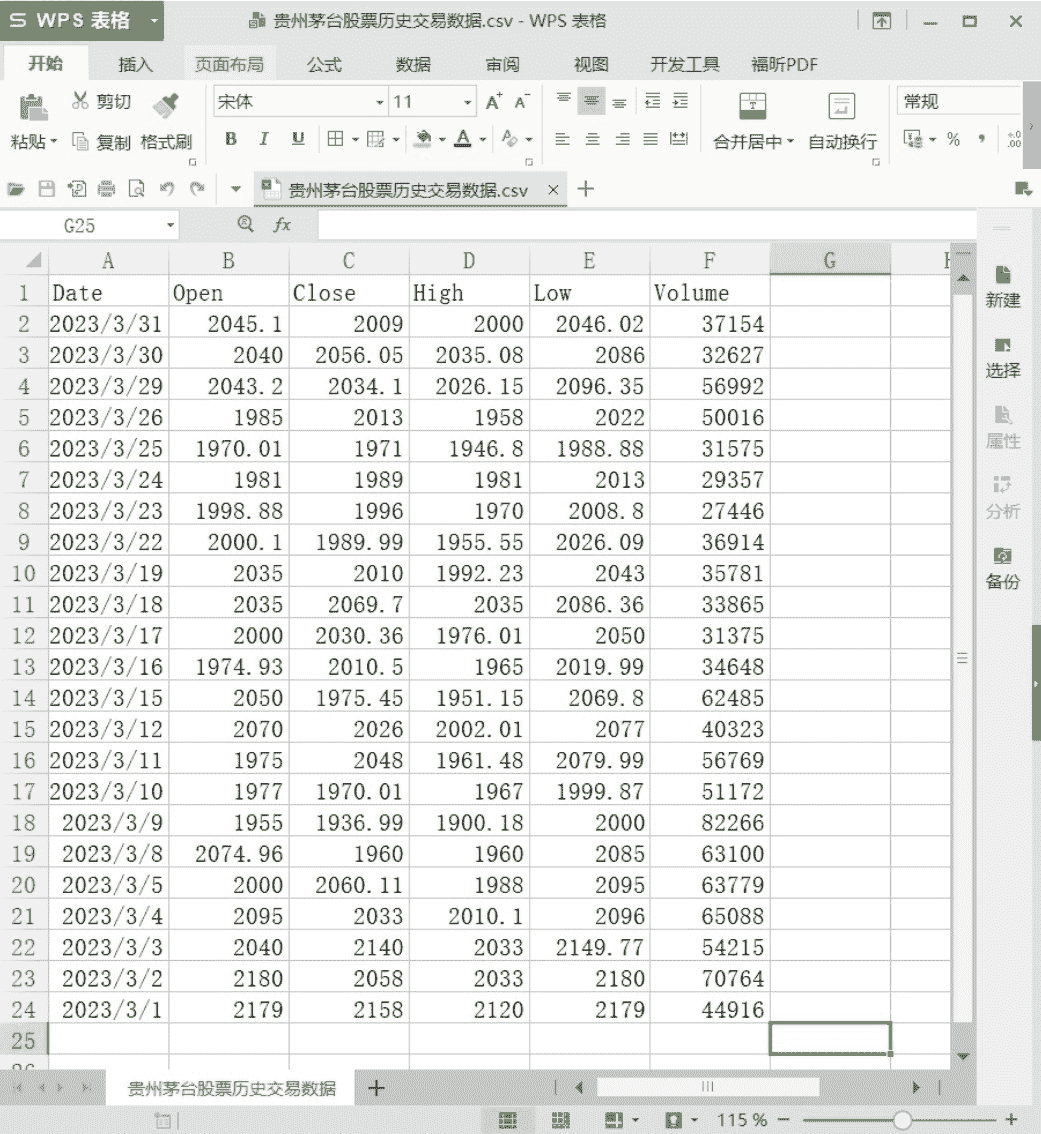 S WPS 表格 贵州茅台股票历史交易数据.csv - WPS 表格
开始 插入 页面布局 公式 数据 审阅 视图 开发工具 福昕PDF
剪切 宋体 11 A+ A- 常规
粘贴 复制 格式刷 B I U A 合并居中 自动换行 % .00
贵州茅台股票历史交易数据.csv × +
G25 fx
A B C D E F G
1 Date Open Close High Low Volume
2 2023/3/31 2045.1 2009 2000 2046.02 37154
3 2023/3/30 2040 2056.05 2035.08 2086 32627
4 2023/3/29 2043.2 2034.1 2026.15 2096.35 56992
5 2023/3/26 1985 2013 1958 2022 50016
6 2023/3/25 1970.01 1971 1946.8 1988.88 31575
7 2023/3/24 1981 1989 1981 2013 29357
8 2023/3/23 1998.88 1996 1970 2008.8 27446
9 2023/3/22 2000.1 1989.99 1955.55 2026.09 36914
10 2023/3/19 2035 2010 1992.23 2043 35781
11 2023/3/18 2035 2069.7 2035 2086.36 33865
12 2023/3/17 2000 2030.36 1976.01 2050 31375
13 2023/3/16 1974.93 2010.5 1965 2019.99 34648
14 2023/3/15 2050 1975.45 1951.15 2069.8 62485
15 2023/3/12 2070 2026 2002.01 2077 40323
16 2023/3/11 1975 2048 1961.48 2079.99 56769
17 2023/3/10 1977 1970.01 1967 1999.87 51172
18 2023/3/9 1955 1936.99 1900.18 2000 82266
19 2023/3/8 2074.96 1960 1960 2085 63100
20 2023/3/5 2000 2060.11 1988 2095 63779
21 2023/3/4 2095 2033 2010.1 2096 65088
22 2023/3/3 2040 2140 2033 2149.77 54215
23 2023/3/2 2180 2058 2033 2180 70764
24 2023/3/1 2179 2158 2120 2179 44916
25
新建
选择
属性
分析
备份
贵州茅台股票历史交易数据 +
115 % − +